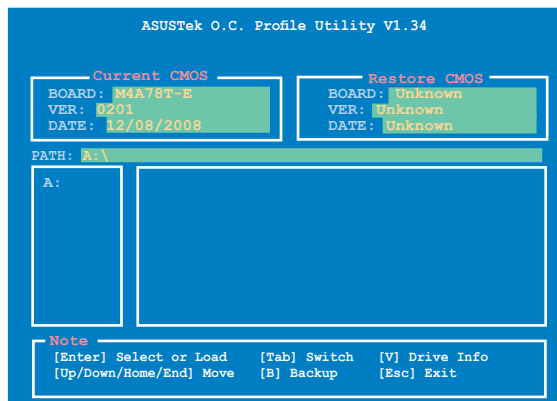 ASUSTek O.C. Profile Utility V1.34
Current CMOS
BOARD: M4A78T-E
VER: 0201
DATE: 12/08/2008
Restore CMOS
BOARD: Unknown
VER: Unknown
DATE: Unknown
PATH: A:\
A:
Note
[Enter] Select or Load [Tab] Switch [V] Drive Info
[Up/Down/Home/End] Move [B] Backup [Esc] Exit